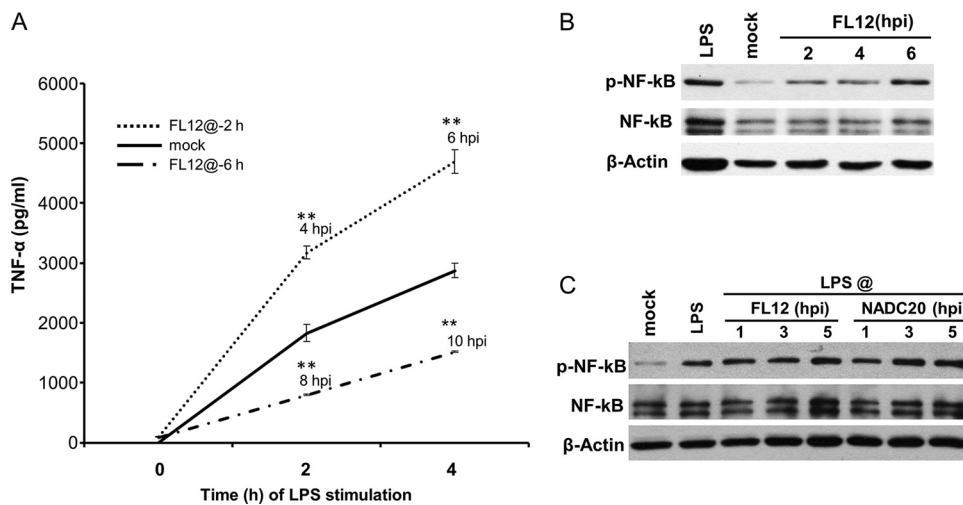 A
6000
5000
4000
3000
2000
1000
0
TNF-α (pg/ml)
FL12@-2 h
mock
FL12@-6 h
**
6 hpi
**
4 hpi
**
10 hpi
**
8 hpi
0 2 4
Time (h) of LPS stimulation
B
LPS mock FL12(hpi)
2 4 6
p-NF-kB
NF-kB
β-Actin
C
LPS @
mock LPS FL12 (hpi) NADC20 (hpi
1 3 5 1 3 5
p-NF-kB
NF-kB
β-Actin